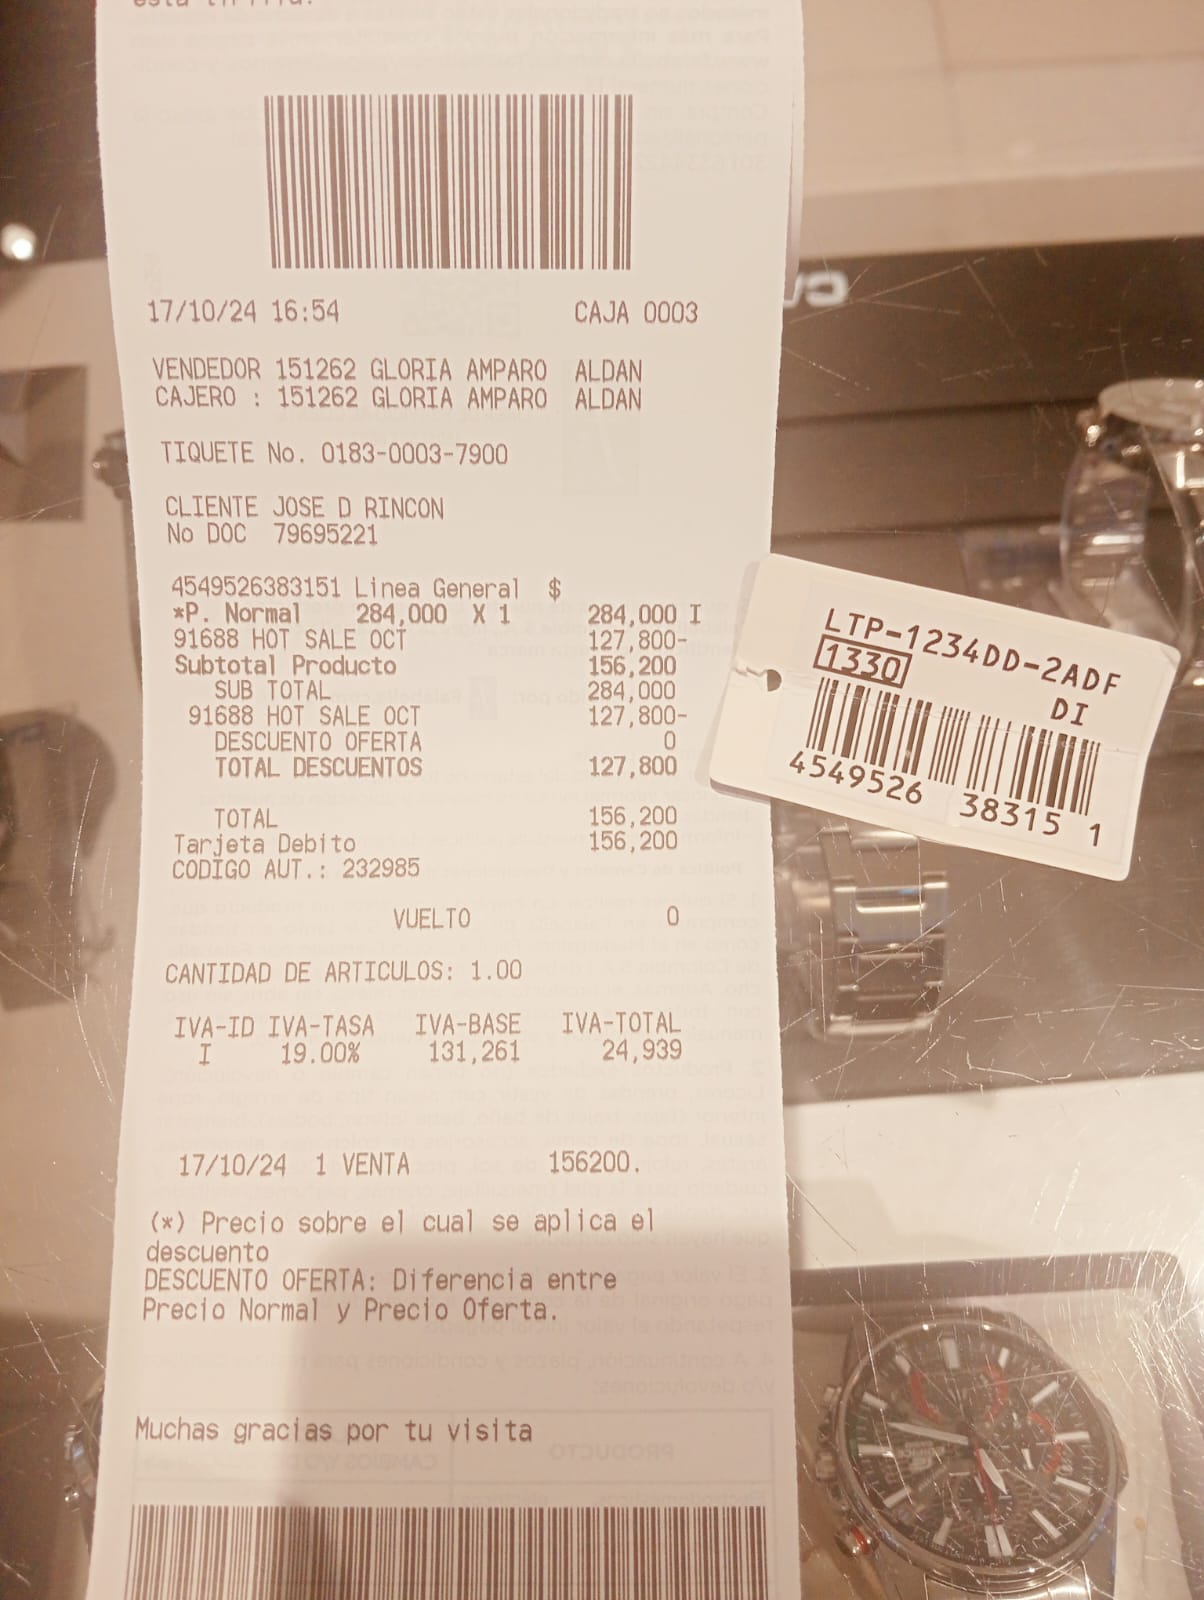 17/10/24 16:54 CAJA 0003
VENDEDOR 151262 GLORIA AMPARO ALDAN
CAJERO : 151262 GLORIA AMPARO ALDAN
TIQUETE No. 0183-0003-7900
CLIENTE JOSE D RINCON
No DOC 79695221
4549526383151 Linea General $
*P. Normal 284,000 X 1 284,000 I
91688 HOT SALE OCT 127,800-
Subtotal Producto 156,200
SUB TOTAL 284,000
91688 HOT SALE OCT 127,800-
DESCUENTO OFERTA 0
TOTAL DESCUENTOS 127,800
TOTAL 156,200
Tarjeta Debito 156,200
CODIGO AUT.: 232985
VUELTO 0
CANTIDAD DE ARTICULOS: 1.00
IVA-ID IVA-TASA IVA-BASE IVA-TOTAL
I 19.00% 131,261 24,939
17/10/24 1 VENTA 156200.
(*) Precio sobre el cual se aplica el
descuento
DESCUENTO OFERTA: Diferencia entre
Precio Normal y Precio Oferta.
Muchas gracias por tu visita
LTP-1234DD-2ADF
1330
DI
4549526 38315 1